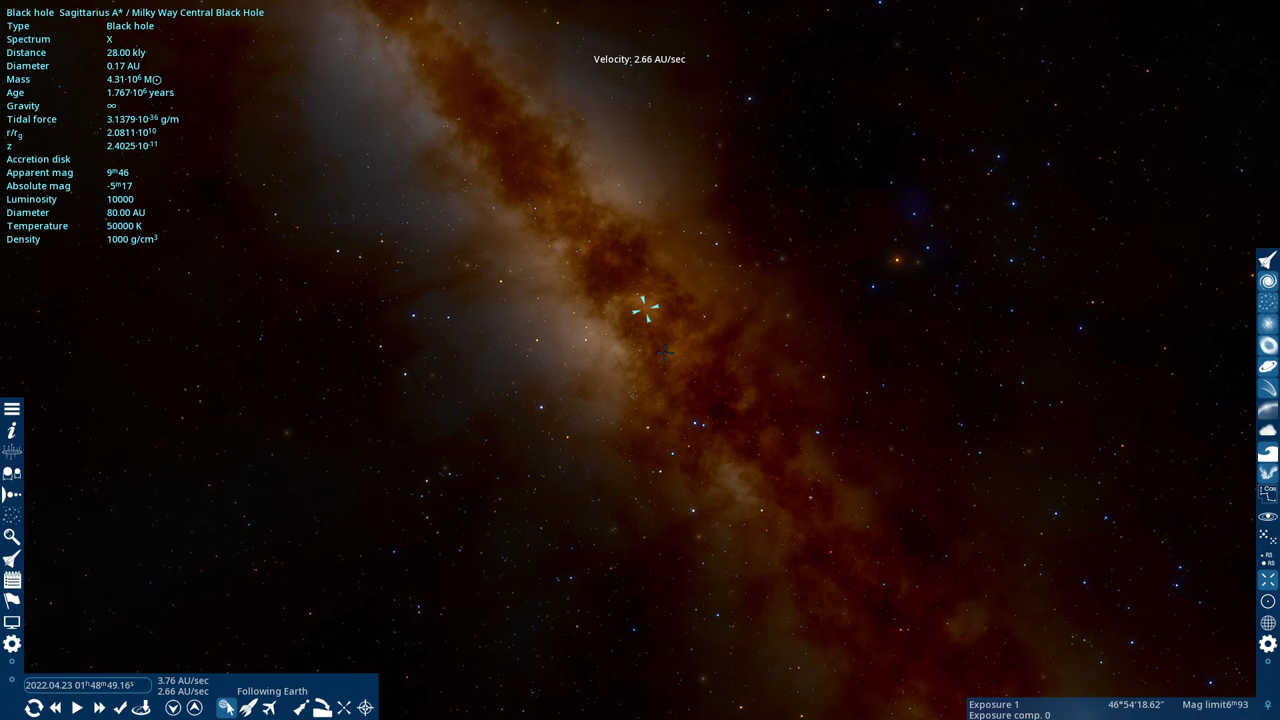 Black hole Sagittarius A* / Milky Way Central Black Hole
Type Black hole
Spectrum X
Distance 28.00 kly
Diameter 0.17 AU
Mass 4.31·10⁶ M☉
Age 1.767·10⁶ years
Gravity ∞
Tidal force 3.1379·10⁻³⁶ g/m
r/rg 2.0811·10¹⁰
z 2.4025·10⁻¹¹
Accretion disk
Apparent mag 9ᵐ46
Absolute mag -5ᵐ17
Luminosity 10000
Diameter 80.00 AU
Temperature 50000 K
Density 1000 g/cm³
Velocity: 2.66 AU/sec
Con
RS
RS
2022.04.23 01ʰ48ᵐ49.16ˢ
3.76 AU/sec
2.66 AU/sec
Following Earth
Exposure 1 46°54'18.62" Mag limit6ᵐ93
Exposure comp. 0